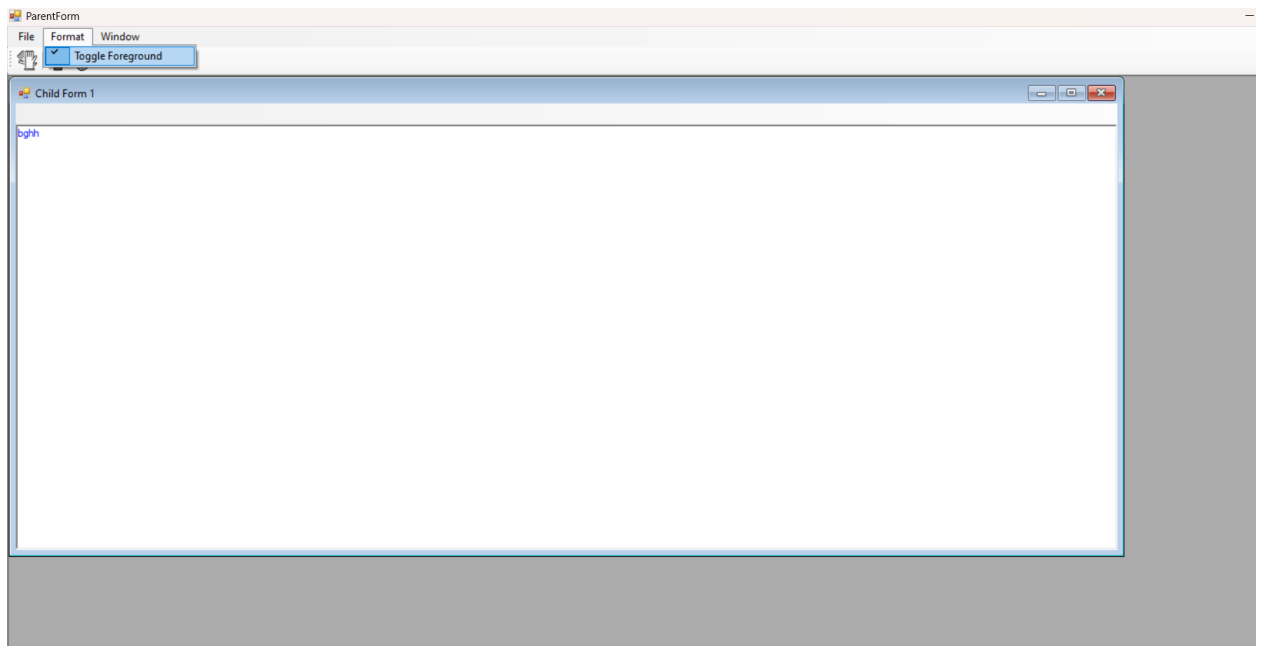 ParentForm
File Format Window
Toggle Foreground
Child Form 1
bghh